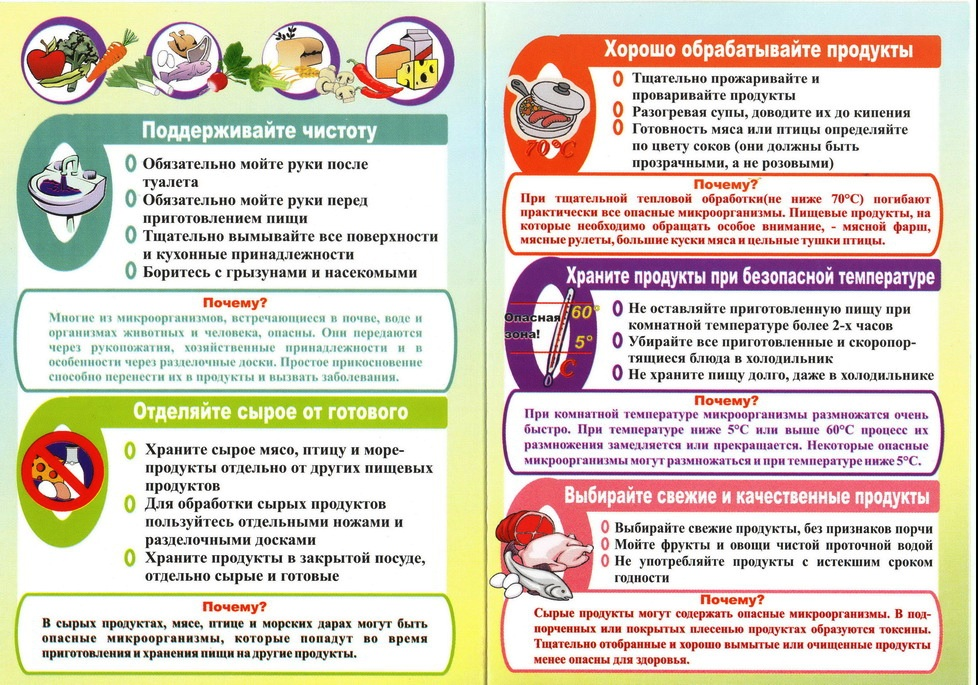 Поддерживайте чистоту
Обязательно мойте руки после
туалета
Обязательно мойте руки перед
приготовлением пищи
Тщательно вымывайте все поверхности
и кухонные принадлежности
Боритесь с грызунами и насекомыми
Почему?
Многие из микроорганизмов, встречающиеся в почве, воде и
организмах животных и человека, опасны. Они передаются
через рукопожатия, хозяйственные принадлежности и в
особенности через разделочные доски. Простое прикосновение
способно перенести их в продукты и вызвать заболевания.
Отделяйте сырое от готового
Храните сырое мясо, птицу и море-
продукты отдельно от других пищевых
продуктов
Для обработки сырых продуктов
пользуйтесь отдельными ножами и
разделочными досками
Храните продукты в закрытой посуде,
отдельно сырые и готовые
Почему?
В сырых продуктах, мясе, птице и морских дарах могут быть
опасные микроорганизмы, которые попадут во время
приготовления и хранения пищи на другие продукты.
Хорошо обрабатывайте продукты
70°C
Тщательно прожаривайте и
проваривайте продукты
Разогревая супы, доводите их до кипения
Готовность мяса или птицы определяйте
по цвету соков (они должны быть
прозрачными, а не розовыми)
Почему?
При тщательной тепловой обработки(не ниже 70°С) погибают
практически все опасные микроорганизмы. Пищевые продукты, на
которые необходимо обращать особое внимание, - мясной фарш,
мясные рулеты, большие куски мяса и цельные тушки птицы.
Храните продукты при безопасной температуре
Опасная
зона!
60°
5°
C
Не оставляйте приготовленную пищу при
комнатной температуре более 2-х часов
Убирайте все приготовленные и скоропор-
тящиеся блюда в холодильник
Не храните пищу долго, даже в холодильнике
Почему?
При комнатной температуре микроорганизмы размножатся очень
быстро. При температуре ниже 5°С или выше 60°С процесс их
размножения замедляется или прекращается. Некоторые опасные
микроорганизмы могут размножаться и при температуре ниже 5°С.
Выбирайте свежие и качественные продукты
Выбирайте свежие продукты, без признаков порчи
Мойте фрукты и овощи чистой проточной водой
Не употребляйте продукты с истекшим сроком
годности
Почему?
Сырые продукты могут содержать опасные микроорганизмы. В под-
порченных или покрытых плесенью продуктах образуются токсины.
Тщательно отобранные и хорошо вымытые или очищенные продукты
менее опасны для здоровья.